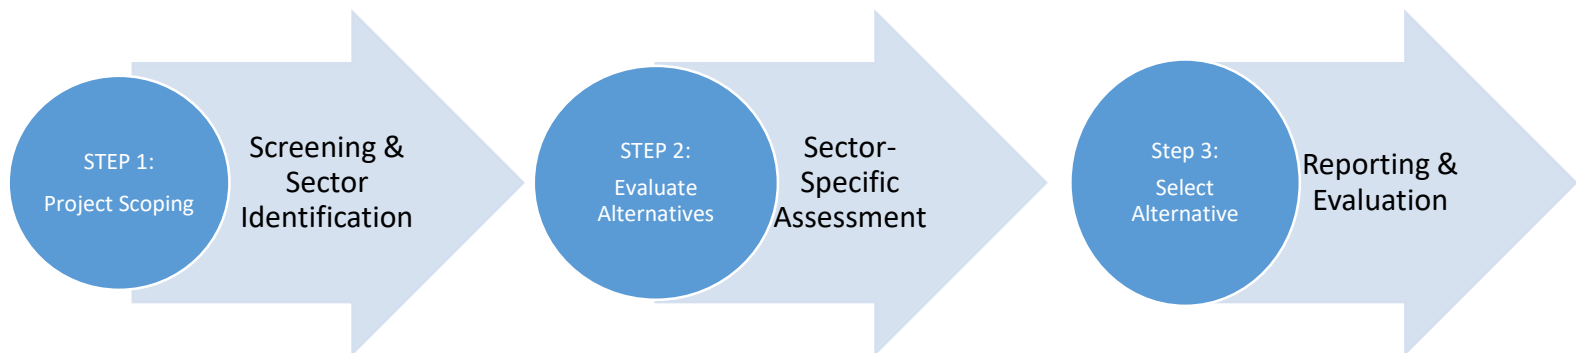 STEP 1:
Project Scoping
Screening &
Sector
Identification
STEP 2:
Evaluate
Alternatives
Sector-
Specific
Assessment
Step 3:
Select
Alternative
Reporting &
Evaluation